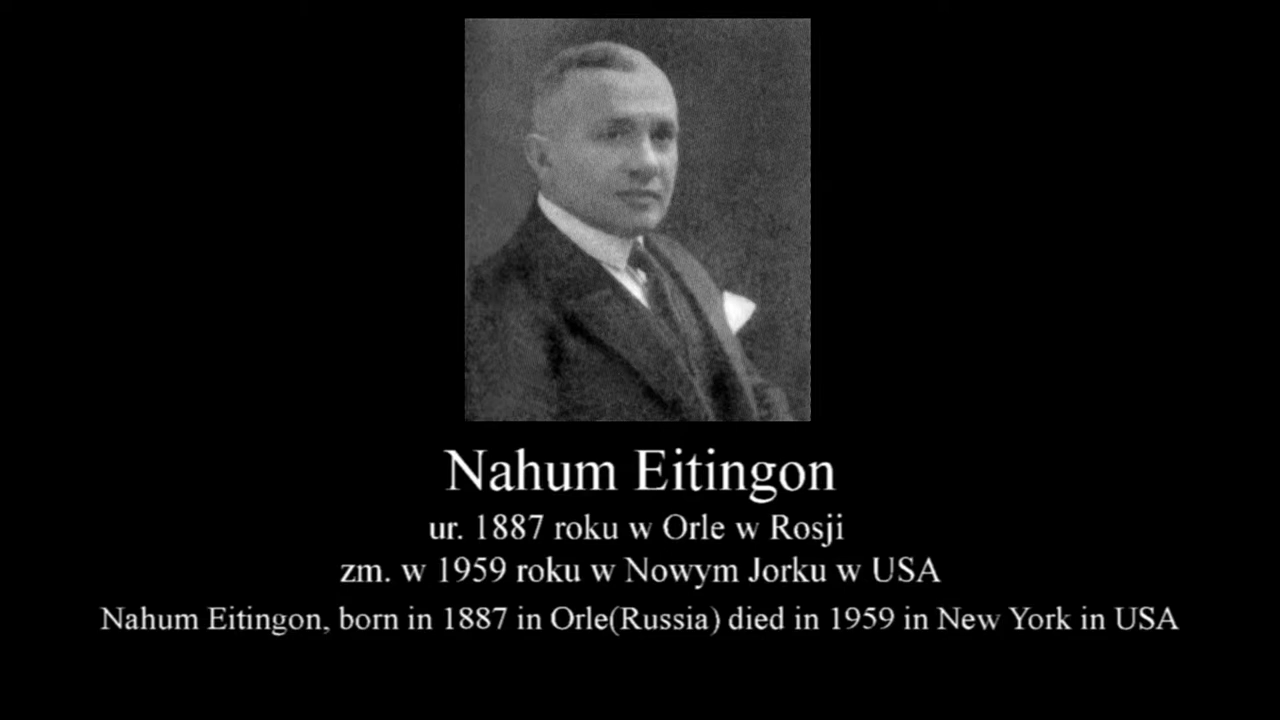 Nahum Eitingon
ur. 1887 roku w Orle w Rosji
zm. w 1959 roku w Nowym Jorku w USA
Nahum Eitingon, born in 1887 in Orle(Russia) died in 1959 in New York in USA